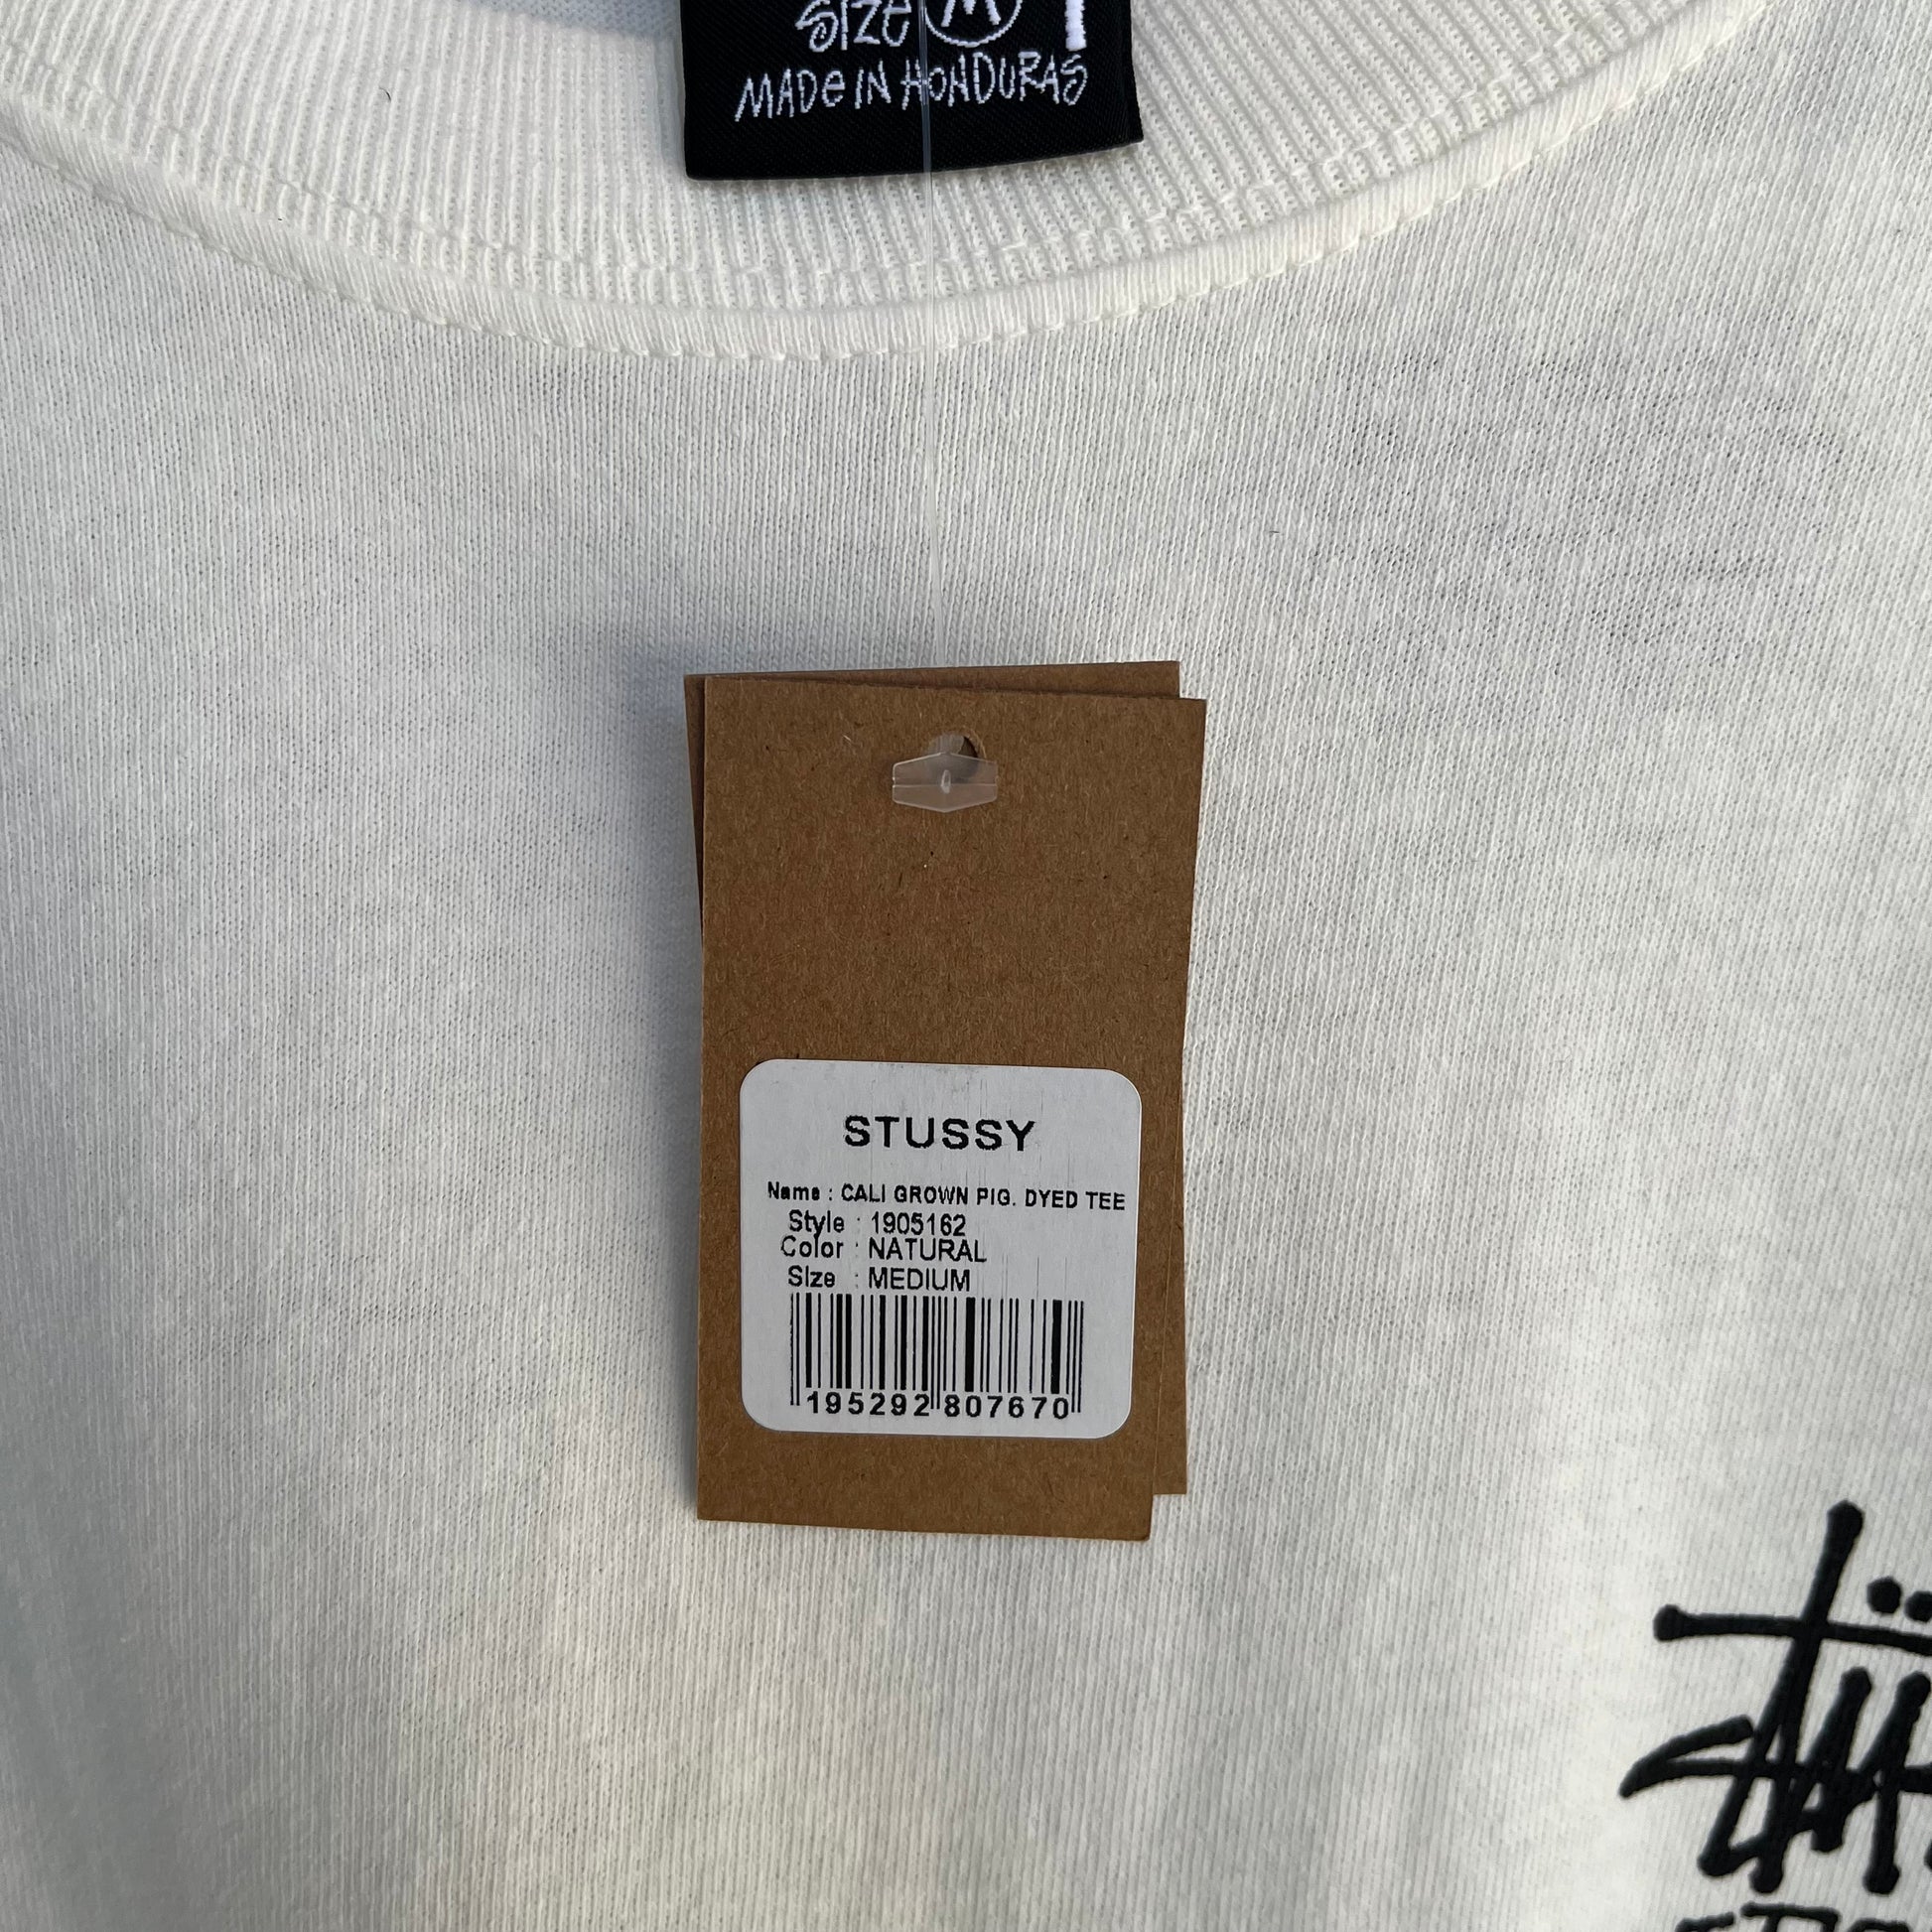 SIZE M
MADE IN HONDURAS
STUSSY
Name : CALI GROWN PIG. DYED TEE
Style : 1905162
Color : NATURAL
Size : MEDIUM
195292 807670